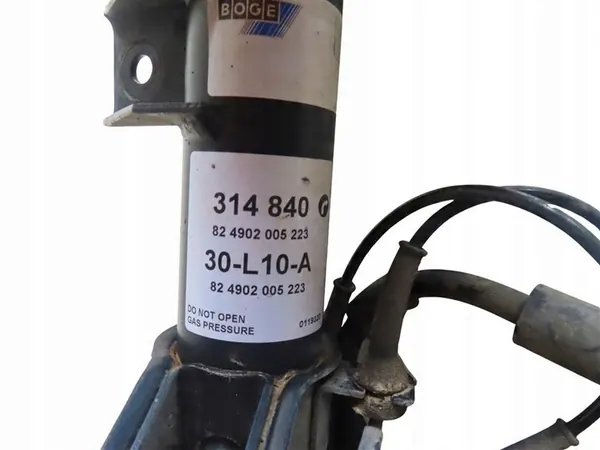 BOGE
314 840 G
82 4902 005 223
30-L10-A
82 4902 005 223
DO NOT OPEN
GAS PRESSURE